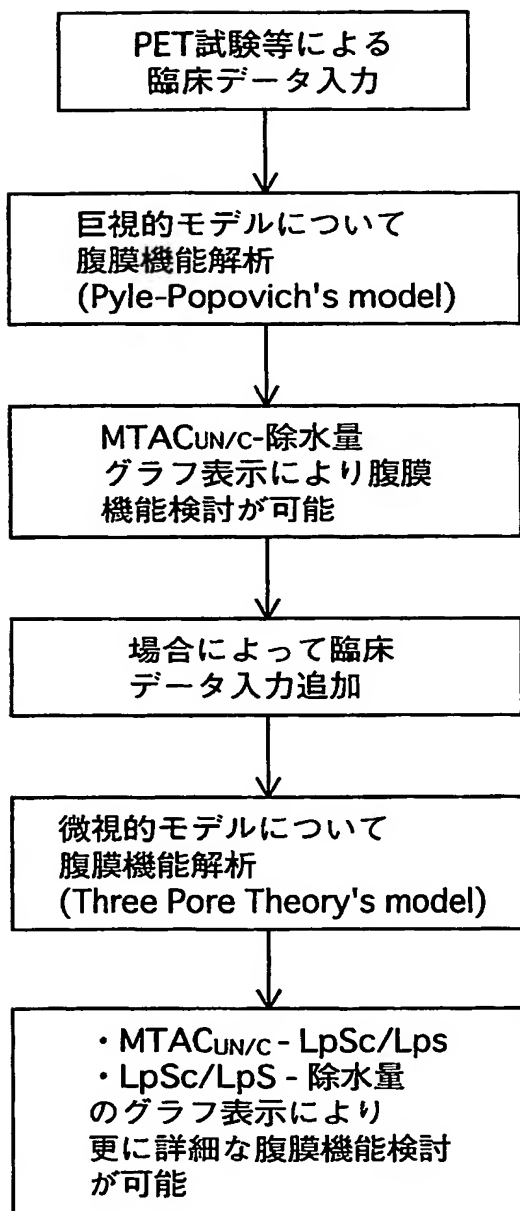 PET試験等による
臨床データ入力
巨視的モデルについて
腹膜機能解析
(Pyle-Popovich's model)
MTACUN/C-除水量
グラフ表示により腹膜
機能検討が可能
場合によって臨床
データ入力追加
微視的モデルについて
腹膜機能解析
(Three Pore Theory's model)
・MTACUN/C - LpSc/Lps
・LpSc/LpS - 除水量
のグラフ表示により
更に詳細な腹膜機能検討
が可能